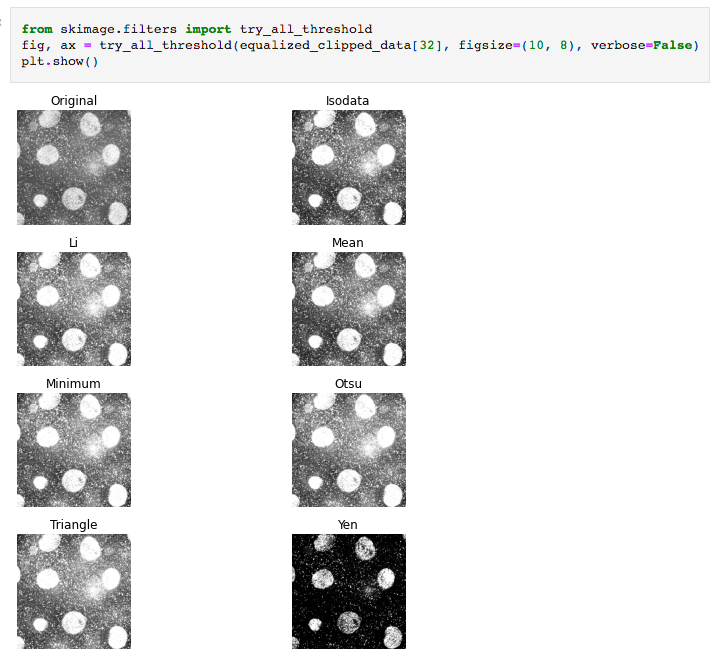 from skimage.filters import try_all_threshold
fig, ax = try_all_threshold(equalized_clipped_data[32], figsize=(10, 8), verbose=False)
plt.show()
Original
Isodata
Li
Mean
Minimum
Otsu
Triangle
Yen